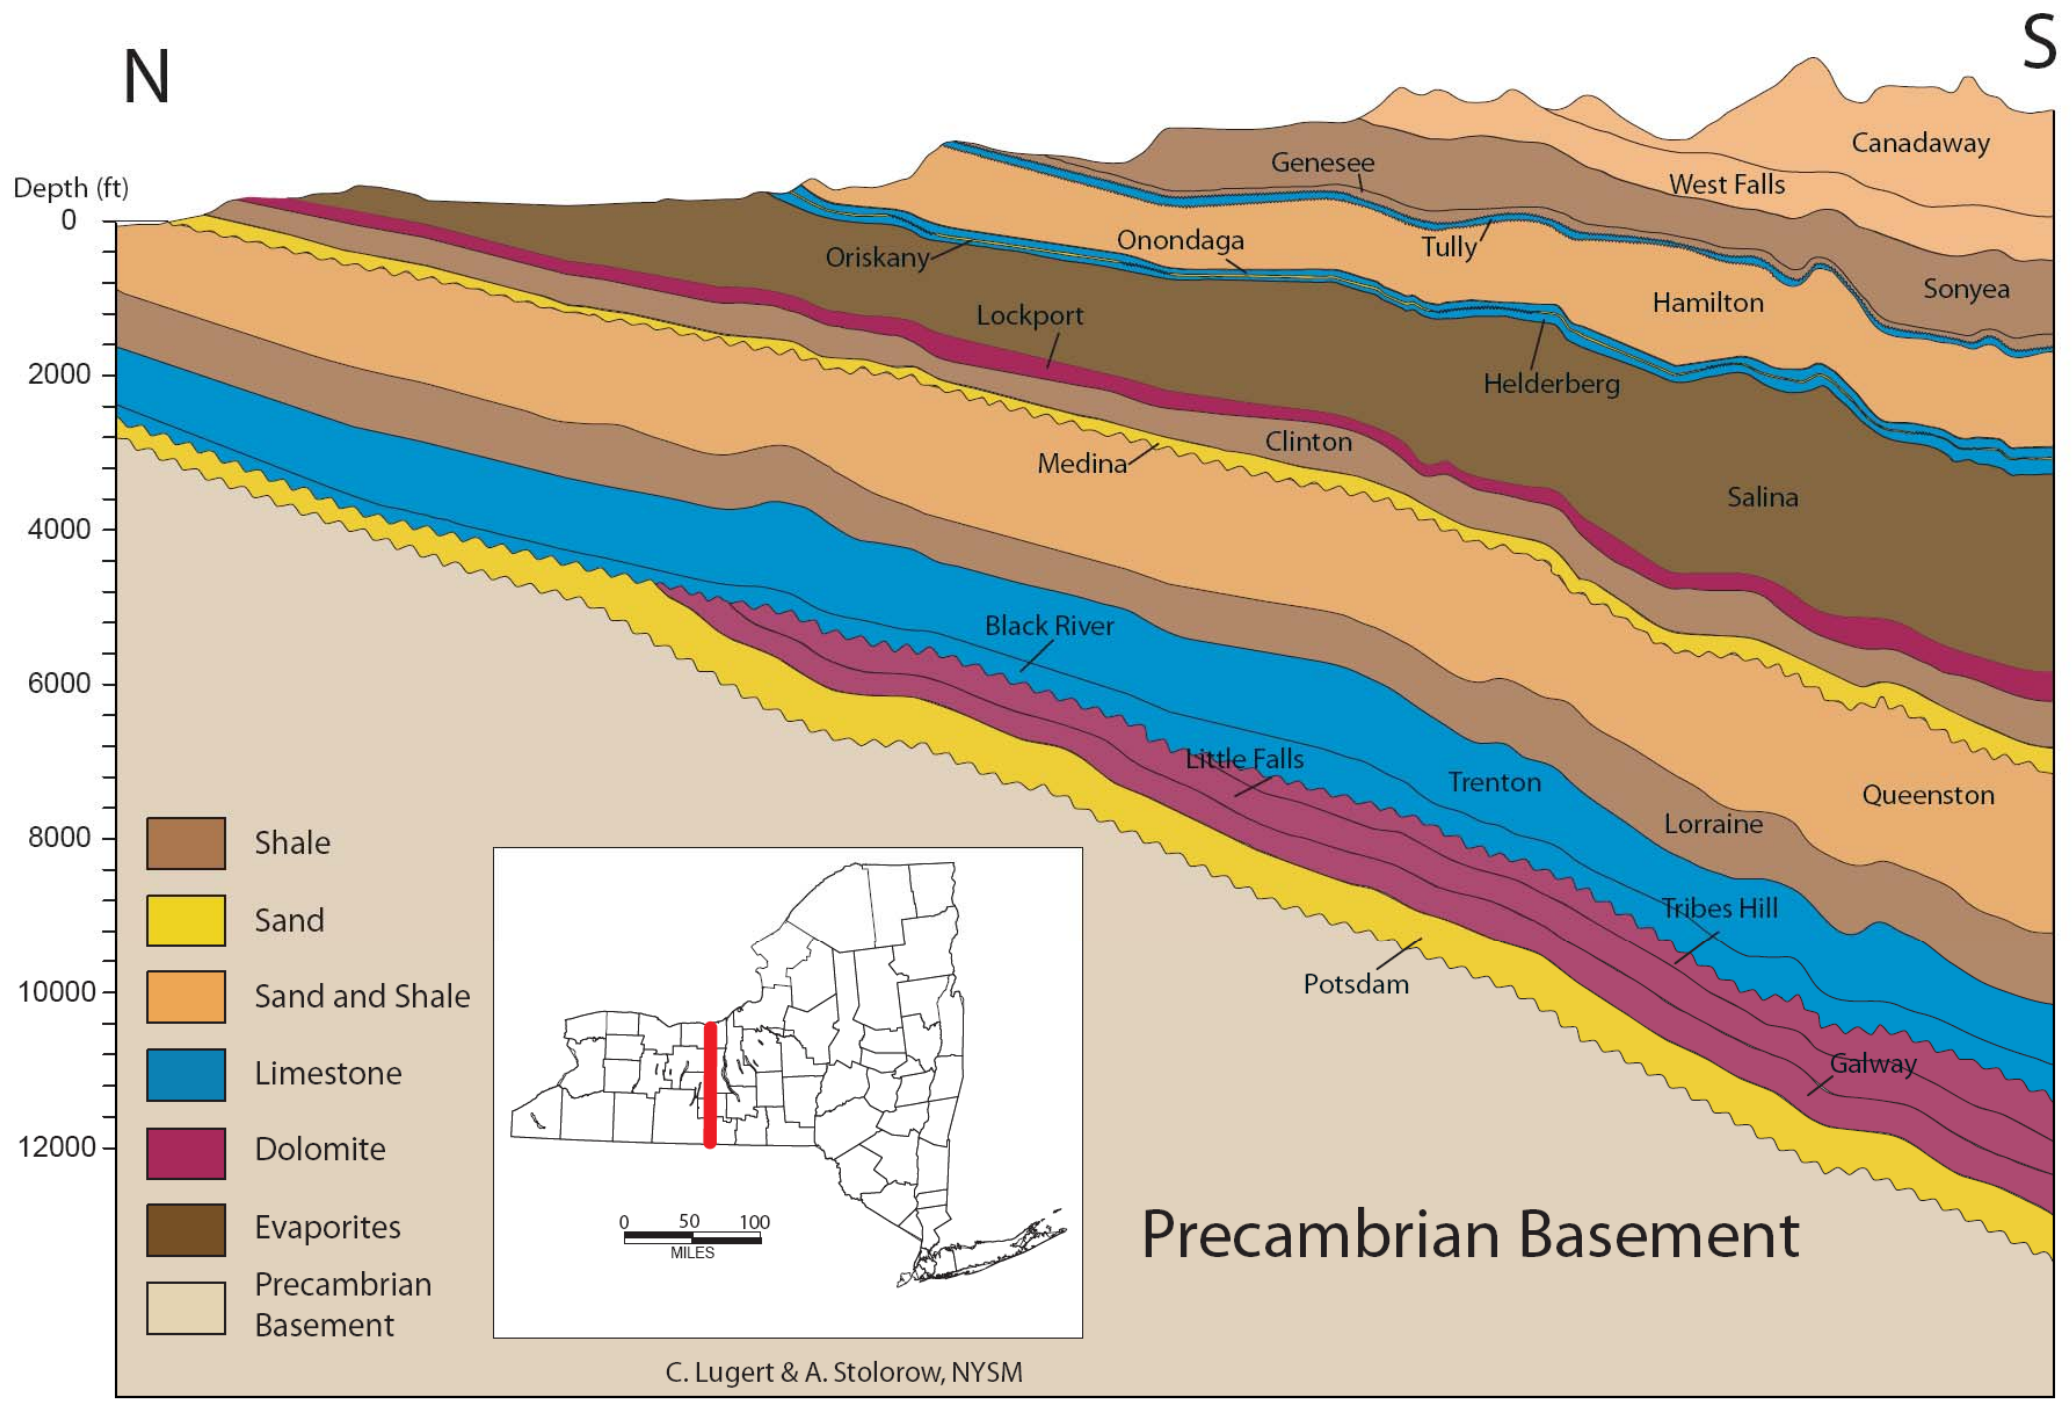 N
S
Depth (ft)
0
2000
4000
6000
8000
10000
12000
Canadaway
Genesee
West Falls
Onondaga
Tully
Oriskany
Sonyea
Hamilton
Lockport
Helderberg
Clinton
Medina
Salina
Black River
Little Falls
Trenton
Queenston
Lorraine
Tribes Hill
Potsdam
Galway
Precambrian Basement
Shale
Sand
Sand and Shale
Limestone
Dolomite
Evaporites
Precambrian
Basement
0 50 100
MILES
C. Lugert & A. Stolorow, NYSM